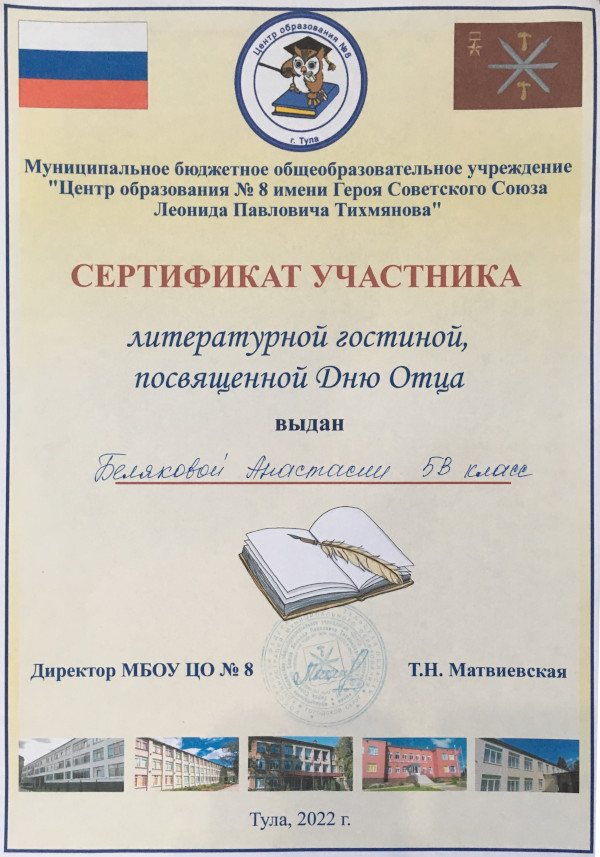 Центр образования №8
г. Тула
Муниципальное бюджетное общеобразовательное учреждение
"Центр образования № 8 имени Героя Советского Союза
Леонида Павловича Тихмянова"
СЕРТИФИКАТ УЧАСТНИКА
литературной гостиной,
посвященной Дню Отца
выдан
Беляковой Анастасии 5В класс
Директор МБОУ ЦО № 8
Т.Н. Матвиевская
Тула, 2022 г.